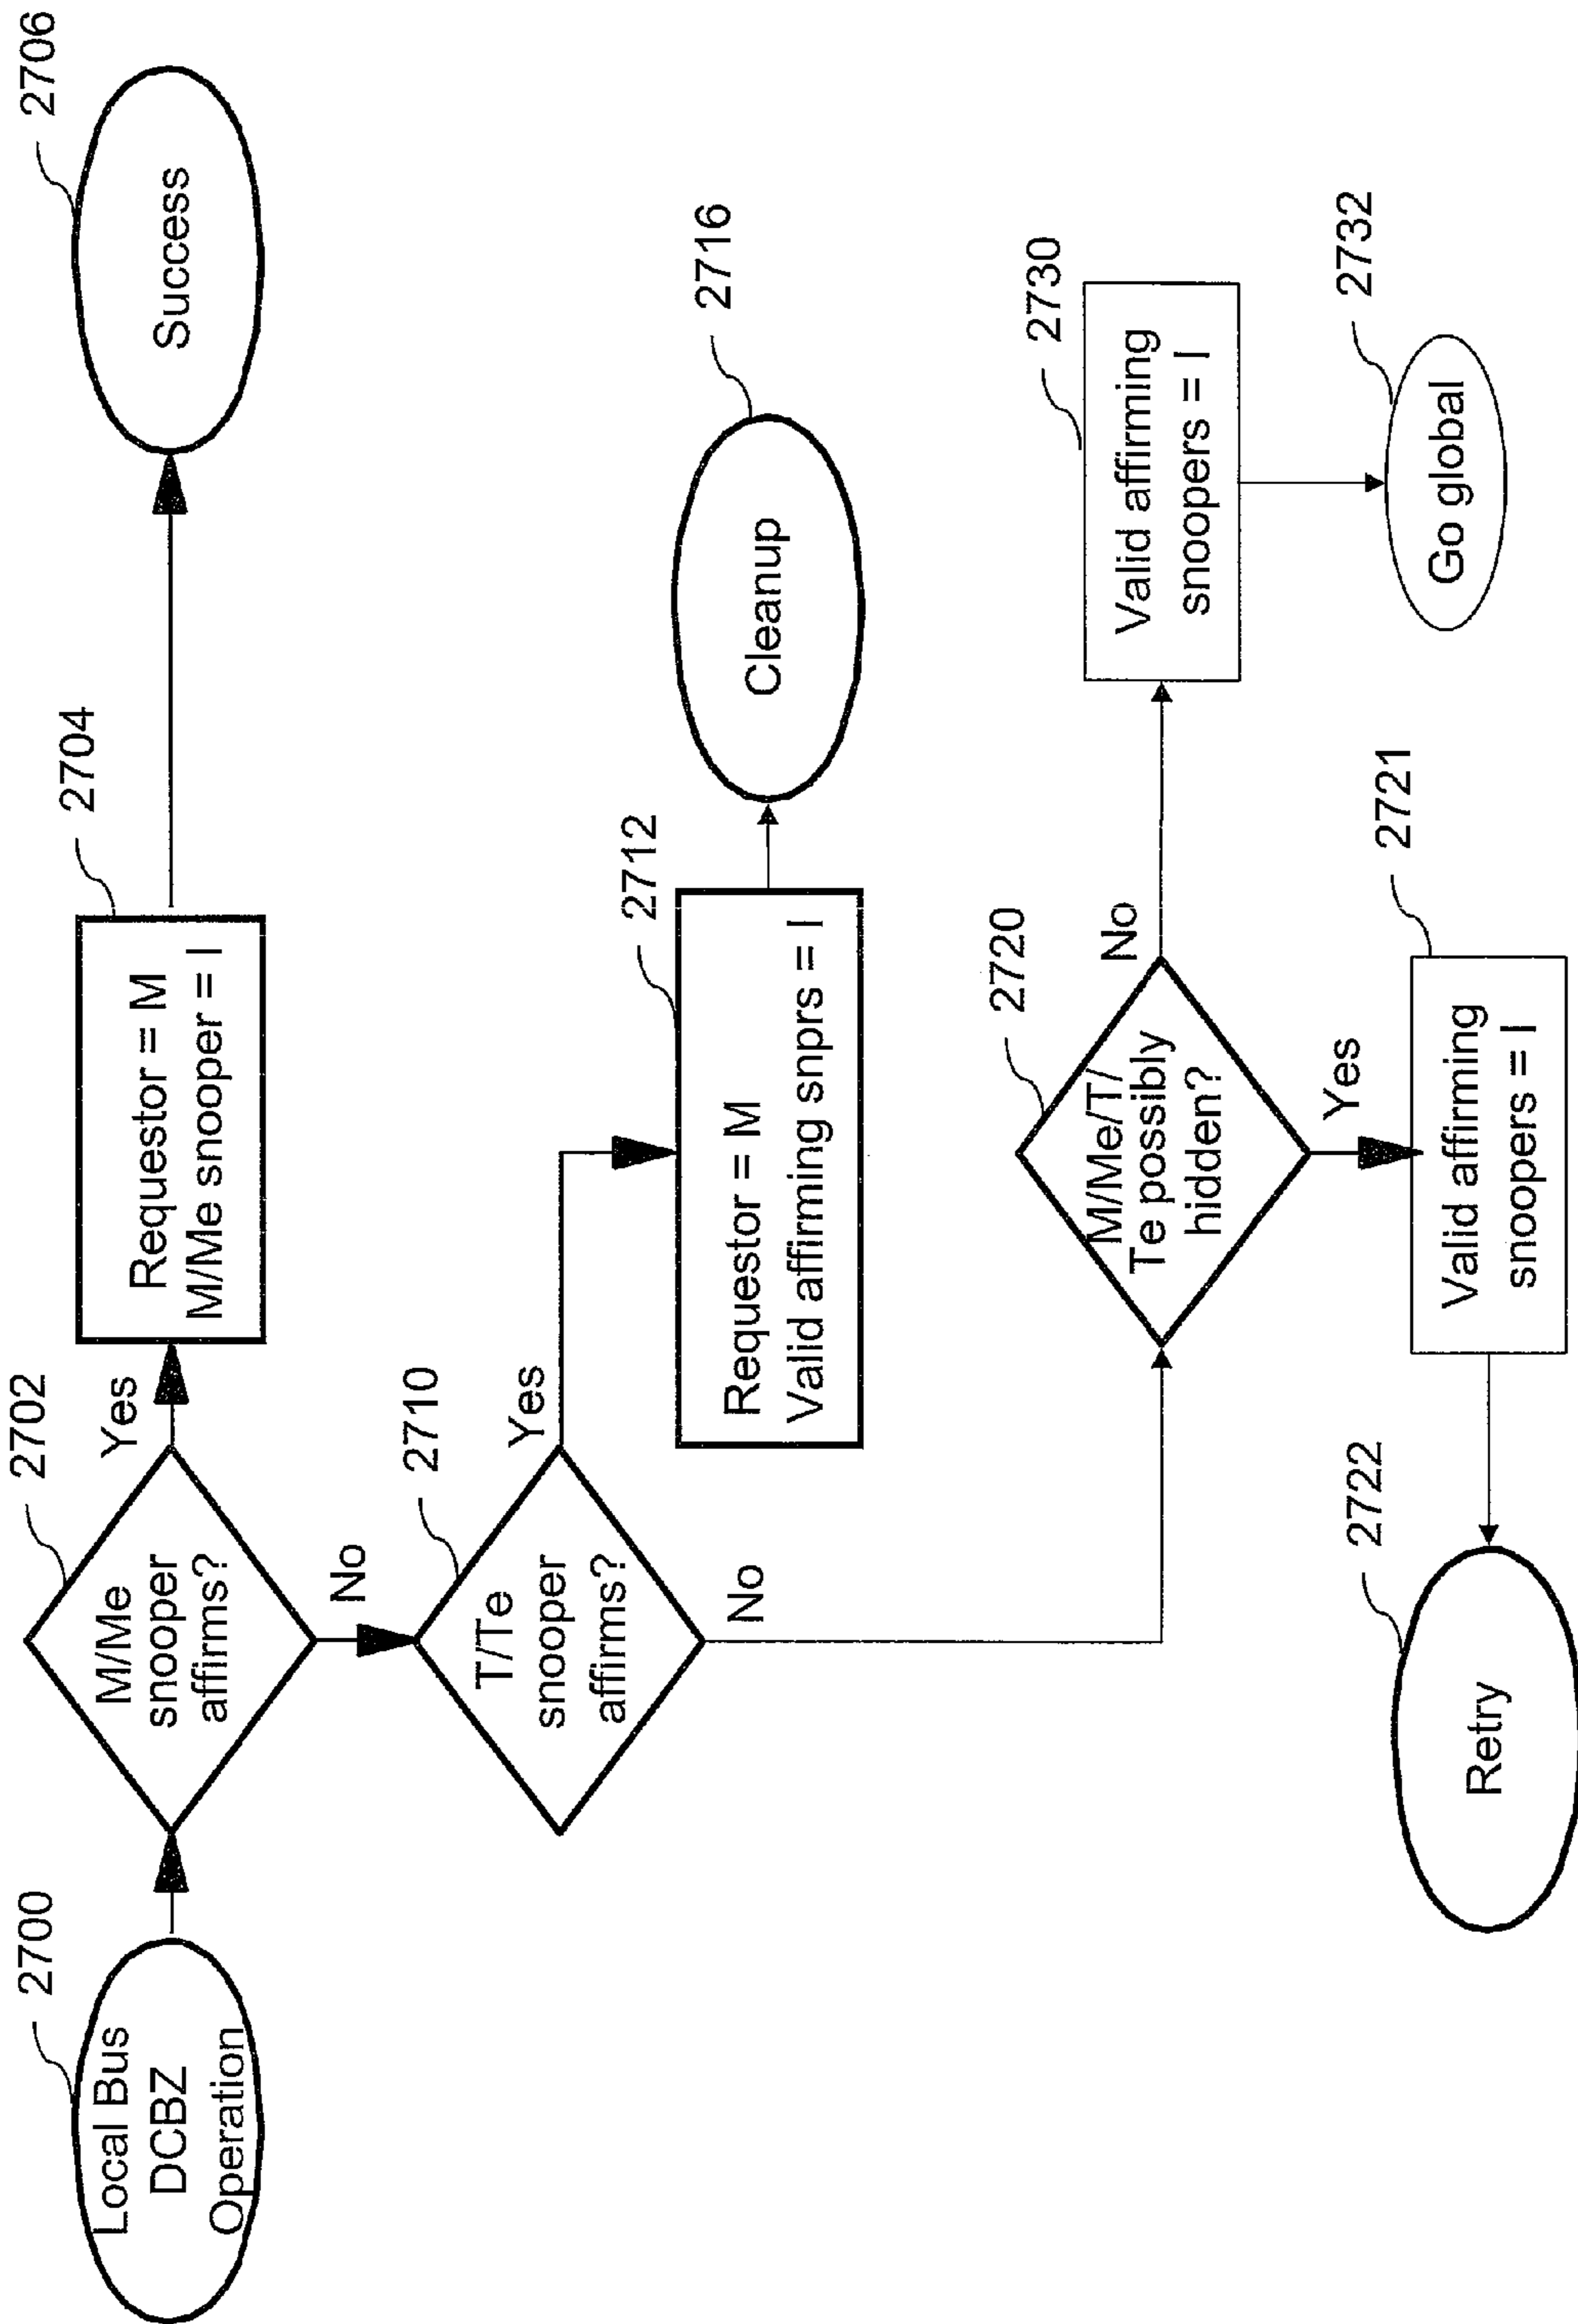 2700
Local Bus
DCBZ
Operation
2702
M/Me
snooper
affirms?
Yes
No
2704
Requestor = M
M/Me snooper = I
2706
Success
2710
T/Te
snooper
affirms?
Yes
No
2712
Requestor = M
Valid affirming snprs = I
2716
Cleanup
2720
M/Me/T/
Te possibly
hidden?
No
Yes
2730
Valid affirming
snoopers = I
2732
Go global
2721
Valid affirming
snoopers = I
2722
Retry